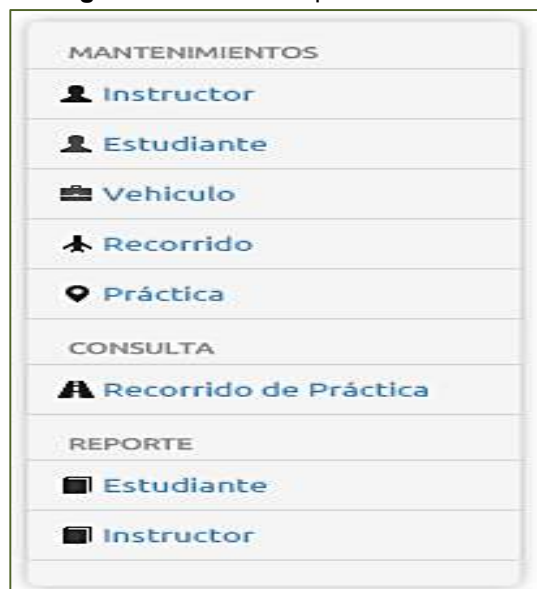 MANTENIMIENTOS
Instructor
Estudiante
Vehiculo
Recorrido
Práctica
CONSULTA
Recorrido de Práctica
REPORTE
Estudiante
Instructor